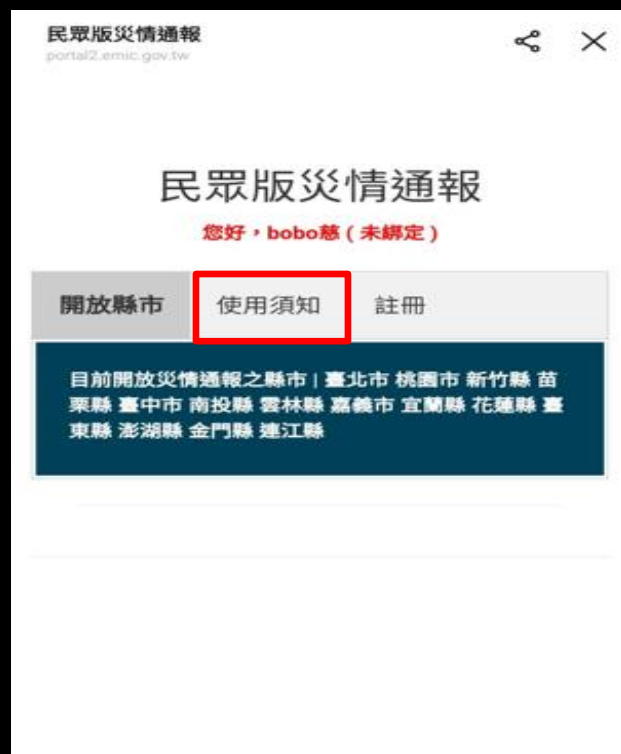 民眾版災情通報
portal2.emic.gov.tw
民眾版災情通報
您好，bobo慈 ( 未綁定 )
開放縣市 使用須知 註冊
目前開放災情通報之縣市 | 臺北市 桃園市 新竹縣 苗
栗縣 臺中市 南投縣 雲林縣 嘉義市 宜蘭縣 花蓮縣 臺
東縣 澎湖縣 金門縣 連江縣